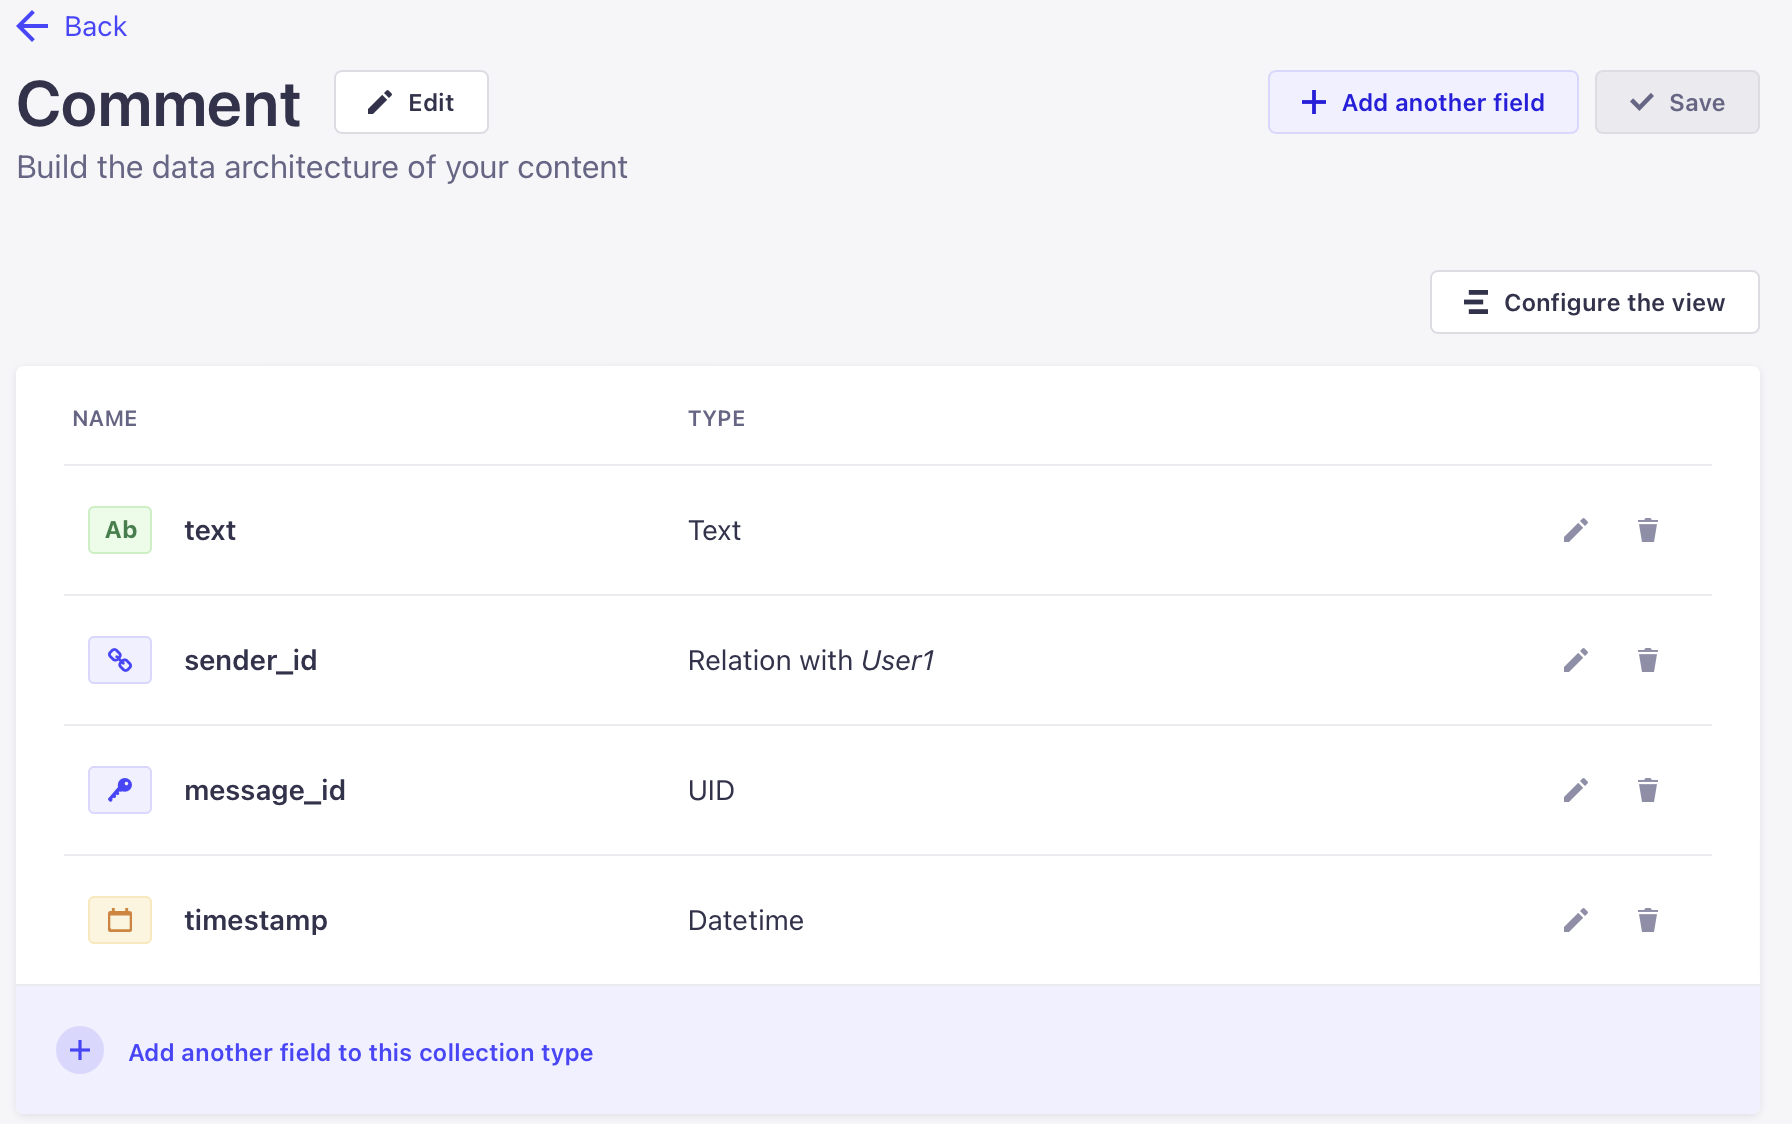 Back
Comment
Edit
Add another field
Save
Build the data architecture of your content
Configure the view
NAME TYPE
Ab text Text
sender_id Relation with User1
message_id UID
timestamp Datetime
Add another field to this collection type